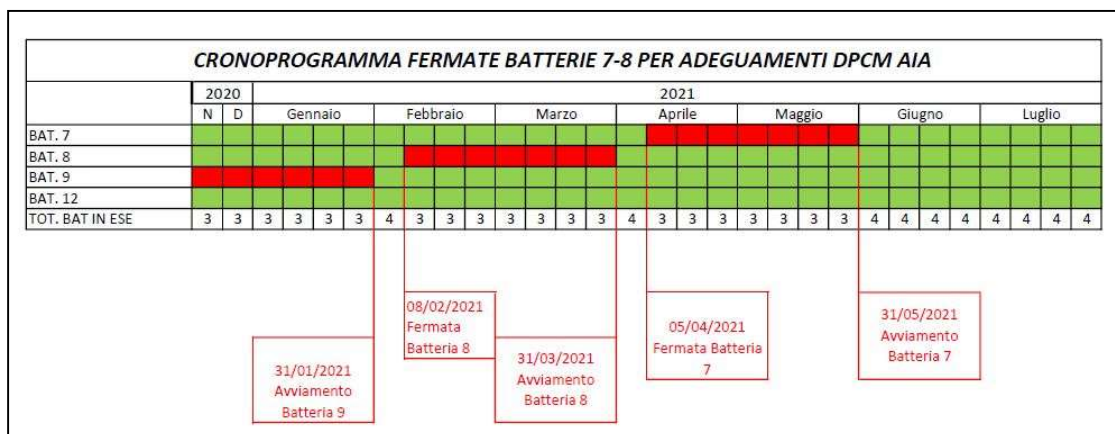 CRONOPROGRAMMA FERMATE BATTERIE 7-8 PER ADEGUAMENTI DPCM AIA
2020 2021
N D Gennaio Febbraio Marzo Aprile Maggio Giugno Luglio
BAT. 7
BAT. 8
BAT. 9
BAT. 12
TOT. BAT IN ESE 3 3 3 3 3 3 4 3 3 3 3 3 3 3 4 3 3 3 3 3 3 3 4 4 4 4 4 4 4 4
08/02/2021
Fermata
Batteria 8
31/01/2021
Avviamento
Batteria 9
31/03/2021
Avviamento
Batteria 8
05/04/2021
Fermata Batteria
7
31/05/2021
Avviamento
Batteria 7